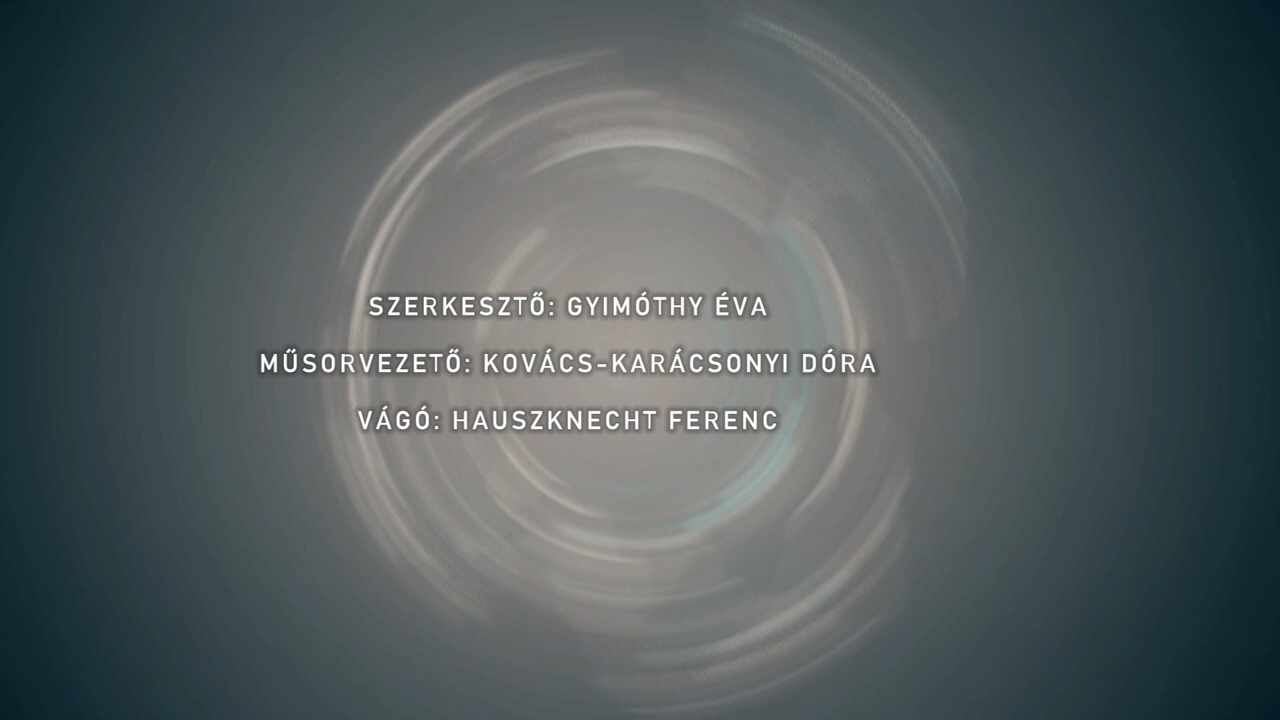 SZERKESZTŐ: GYIMÓTHY ÉVA
MŰSORVEZETŐ: KOVÁCS-KARÁCSONYI DÓRA
VÁGÓ: HAUSZKNECHT FERENC